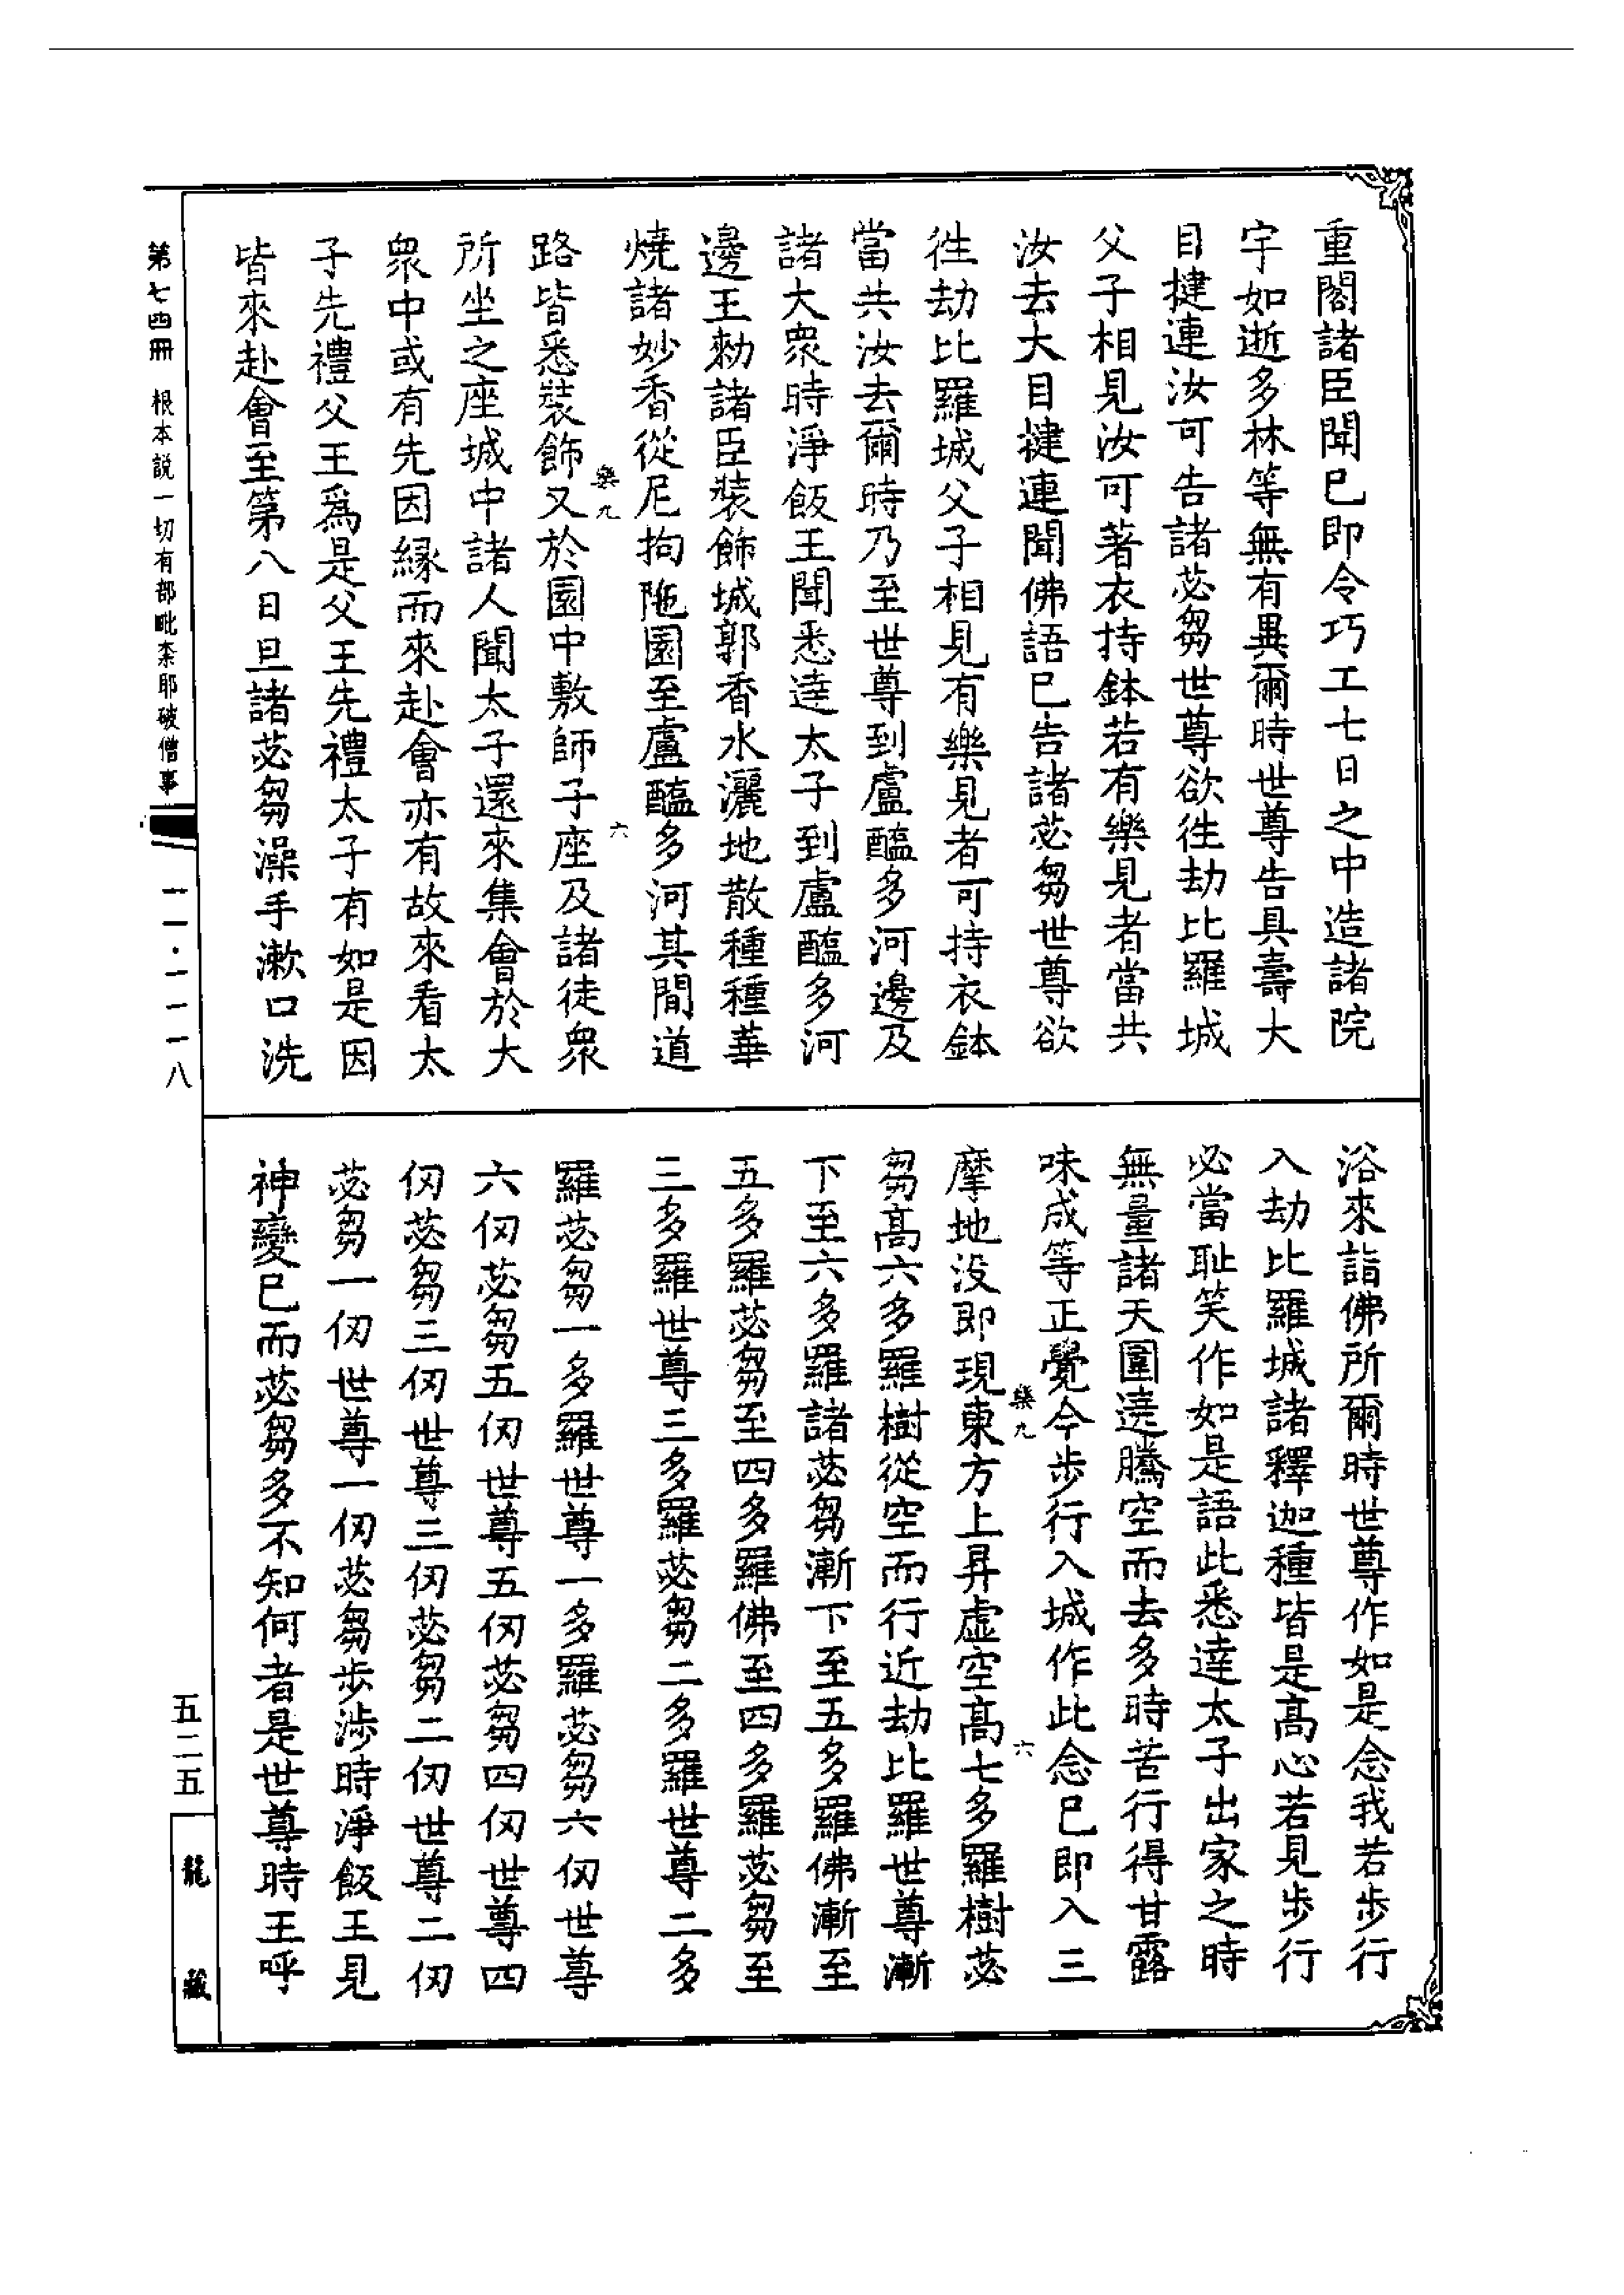 重閣諸臣聞已即令巧工七日之中造諸院
宇如逝多林等無有異爾時世尊告具壽大
目揵連汝可告諸苾芻世尊欲徃劫比羅城
父子相見汝可著衣持鉢若有樂見者當共
汝去大目揵連聞佛語已告諸苾芻世尊欲
徃劫比羅城父子相見有樂見者可持衣鉢
當共汝去爾時乃至世尊到盧醯多河邊及
諸大衆時淨飯王聞悉達太子到盧醯多河
邊王勑諸臣裝飾城郭香水灑地散種種華
燒諸妙香從尼拘陁園至盧醯多河其閒道
路皆悉裝飾又於園中敷師子座及諸徒衆
所坐之座城中諸人聞太子還來集會於大
衆中或有先因緣而來赴會亦有故來看太
子先禮父王爲是父王先禮太子有如是因
皆來赴會至第八日旦諸苾芻澡手漱口洗
浴來詣佛所爾時世尊作如是念我若步行
入劫比羅城諸釋迦種皆是高心若見步行
必當耻笑作如是語此悉達太子出家之時
無量諸天圍遶騰空而去多時苦行得甘露
味成等正覺今步行入城作此念已即入三
摩地没即現東方上昇虛空高七多羅樹苾
芻高六多羅樹從空而行近劫比羅世尊漸
下至六多羅諸苾芻漸下至五多羅佛漸至
五多羅苾芻至四多羅佛至四多羅苾芻至
三多羅世尊三多羅苾芻二多羅世尊二多
羅苾芻一多羅世尊一多羅苾芻六仞世尊
六仞苾芻五仞世尊五仞苾芻四仞世尊四
仞苾芻三仞世尊三仞苾芻二仞世尊二仞
苾芻一仞世尊一仞苾芻步涉時淨飯王見
神變已而苾芻多不知何者是世尊時王呼
第七四冊 根本說一切有部毗柰耶破僧事
一一·一一一八
五二五
龍藏